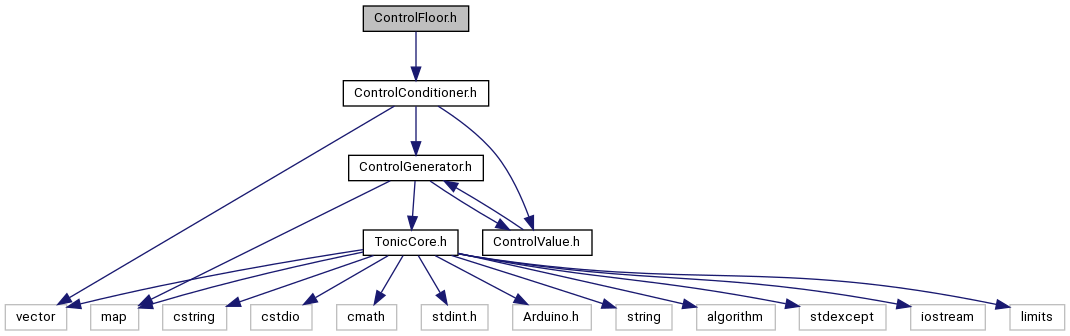 ControlFloor.h
ControlConditioner.h
ControlGenerator.h
TonicCore.h
ControlValue.h
vector
map
cstring
cstdio
cmath
stdint.h
Arduino.h
string
algorithm
stdexcept
iostream
limits